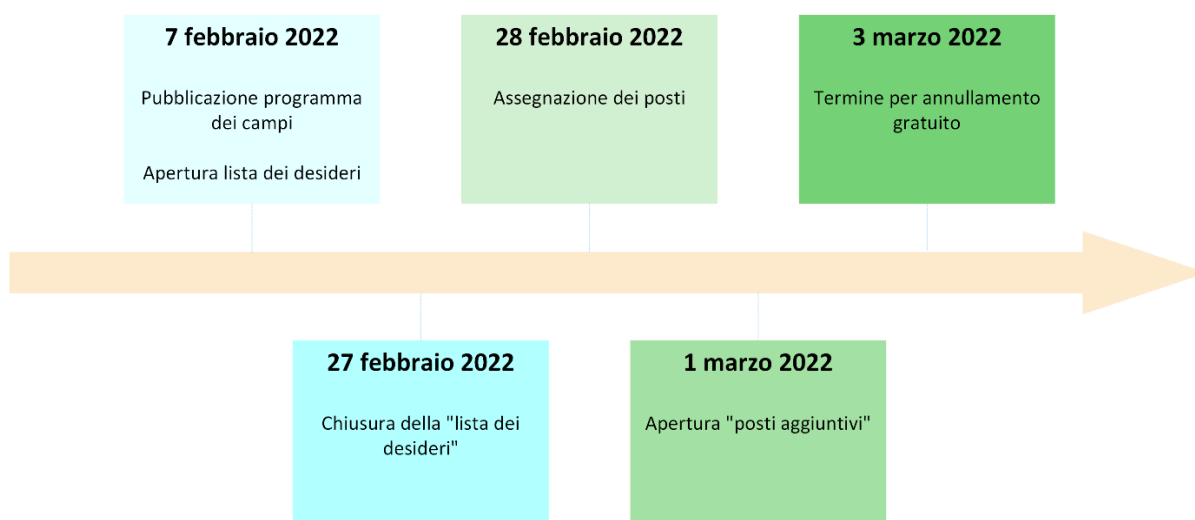 7 febbraio 2022
Pubblicazione programma
dei campi
Apertura lista dei desideri
27 febbraio 2022
Chiusura della "lista dei
desideri"
28 febbraio 2022
Assegnazione dei posti
1 marzo 2022
Apertura "posti aggiuntivi"
3 marzo 2022
Termine per annullamento
gratuito